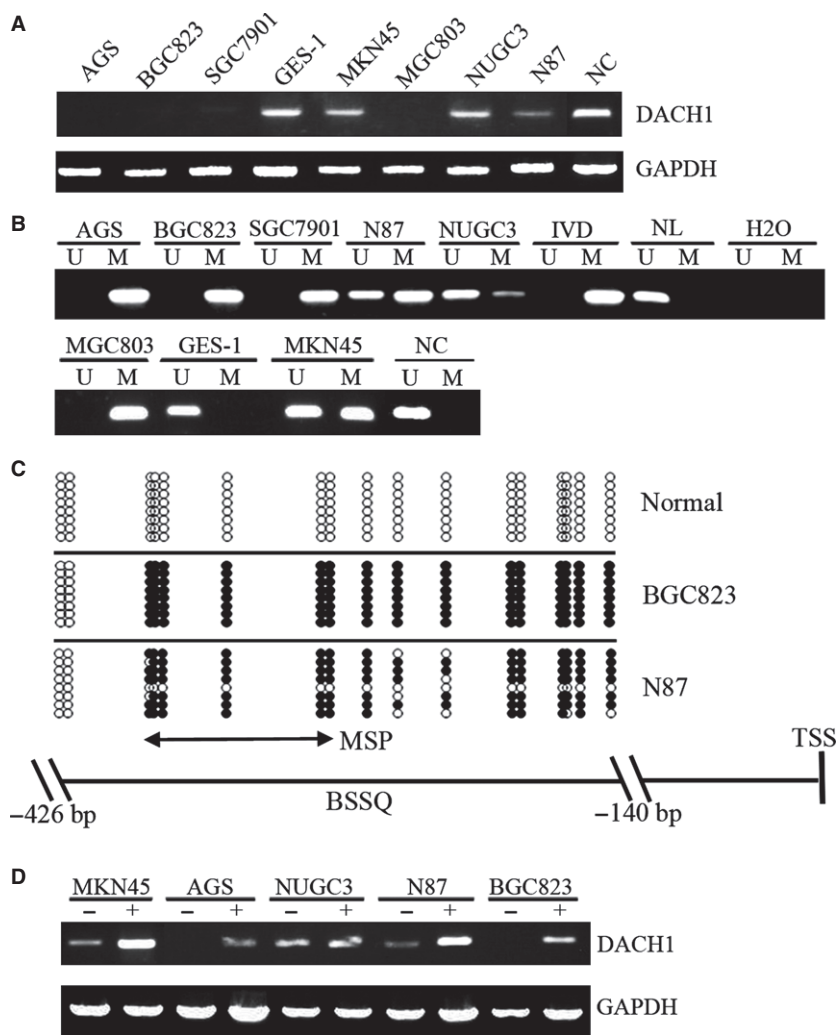 A
AGS BGC823 SGC7901 GES-1 MKN45 MGC803 NUGC3 N87 NC
DACH1
GAPDH
B
AGS BGC823 SGC7901 N87 NUGC3 IVD NL H2O
U M U M U M U M U M U M U M U M
MGC803 GES-1 MKN45 NC
U M U M U M U M
C
Normal
BGC823
N87
MSP
TSS
BSSQ
−426 bp −140 bp
D
MKN45 AGS NUGC3 N87 BGC823
− + − + − + − + − +
DACH1
GAPDH